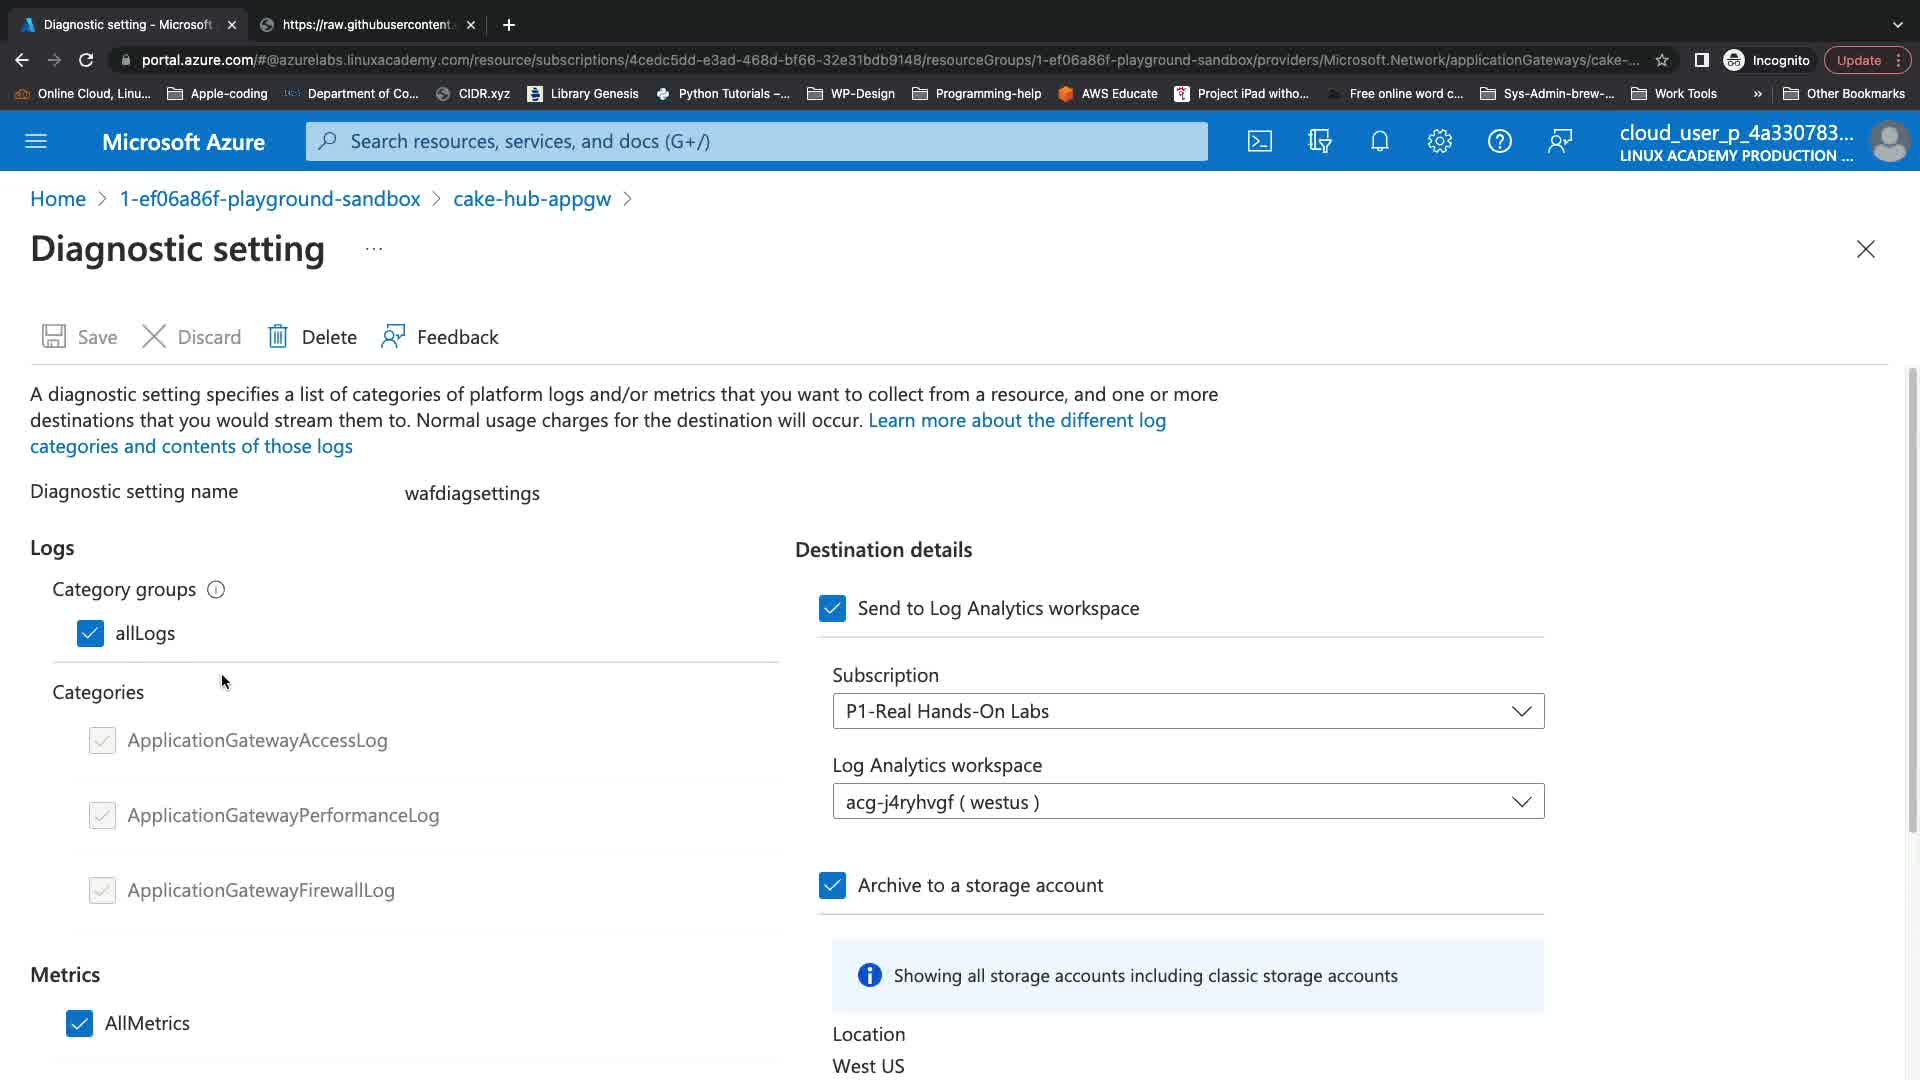 Diagnostic setting - Microsoft
https://raw.githubusercontent.
portal.azure.com/#@azurelabs.linuxacademy.com/resource/subscriptions/4cedc5dd-e3ad-468d-bf66-32e31bdb9148/resourceGroups/1-ef06a86f-playground-sandbox/providers/Microsoft.Network/applicationGateways/cake-...
Incognito
Update
Online Cloud, Linu...
Apple-coding
Department of Co...
CIDR.xyz
Library Genesis
Python Tutorials –...
WP-Design
Programming-help
AWS Educate
Project iPad witho...
Free online word c...
Sys-Admin-brew-...
Work Tools
»
Other Bookmarks
Microsoft Azure
Search resources, services, and docs (G+/)
cloud_user_p_4a330783...
LINUX ACADEMY PRODUCTION ...
Home > 1-ef06a86f-playground-sandbox > cake-hub-appgw >
Diagnostic setting ...
Save
Discard
Delete
Feedback
A diagnostic setting specifies a list of categories of platform logs and/or metrics that you want to collect from a resource, and one or more
destinations that you would stream them to. Normal usage charges for the destination will occur. Learn more about the different log
categories and contents of those logs
Diagnostic setting name
wafdiagsettings
Logs
Category groups
allLogs
Categories
ApplicationGatewayAccessLog
ApplicationGatewayPerformanceLog
ApplicationGatewayFirewallLog
Metrics
AllMetrics
Destination details
Send to Log Analytics workspace
Subscription
P1-Real Hands-On Labs
Log Analytics workspace
acg-j4ryhvgf ( westus )
Archive to a storage account
Showing all storage accounts including classic storage accounts
Location
West US